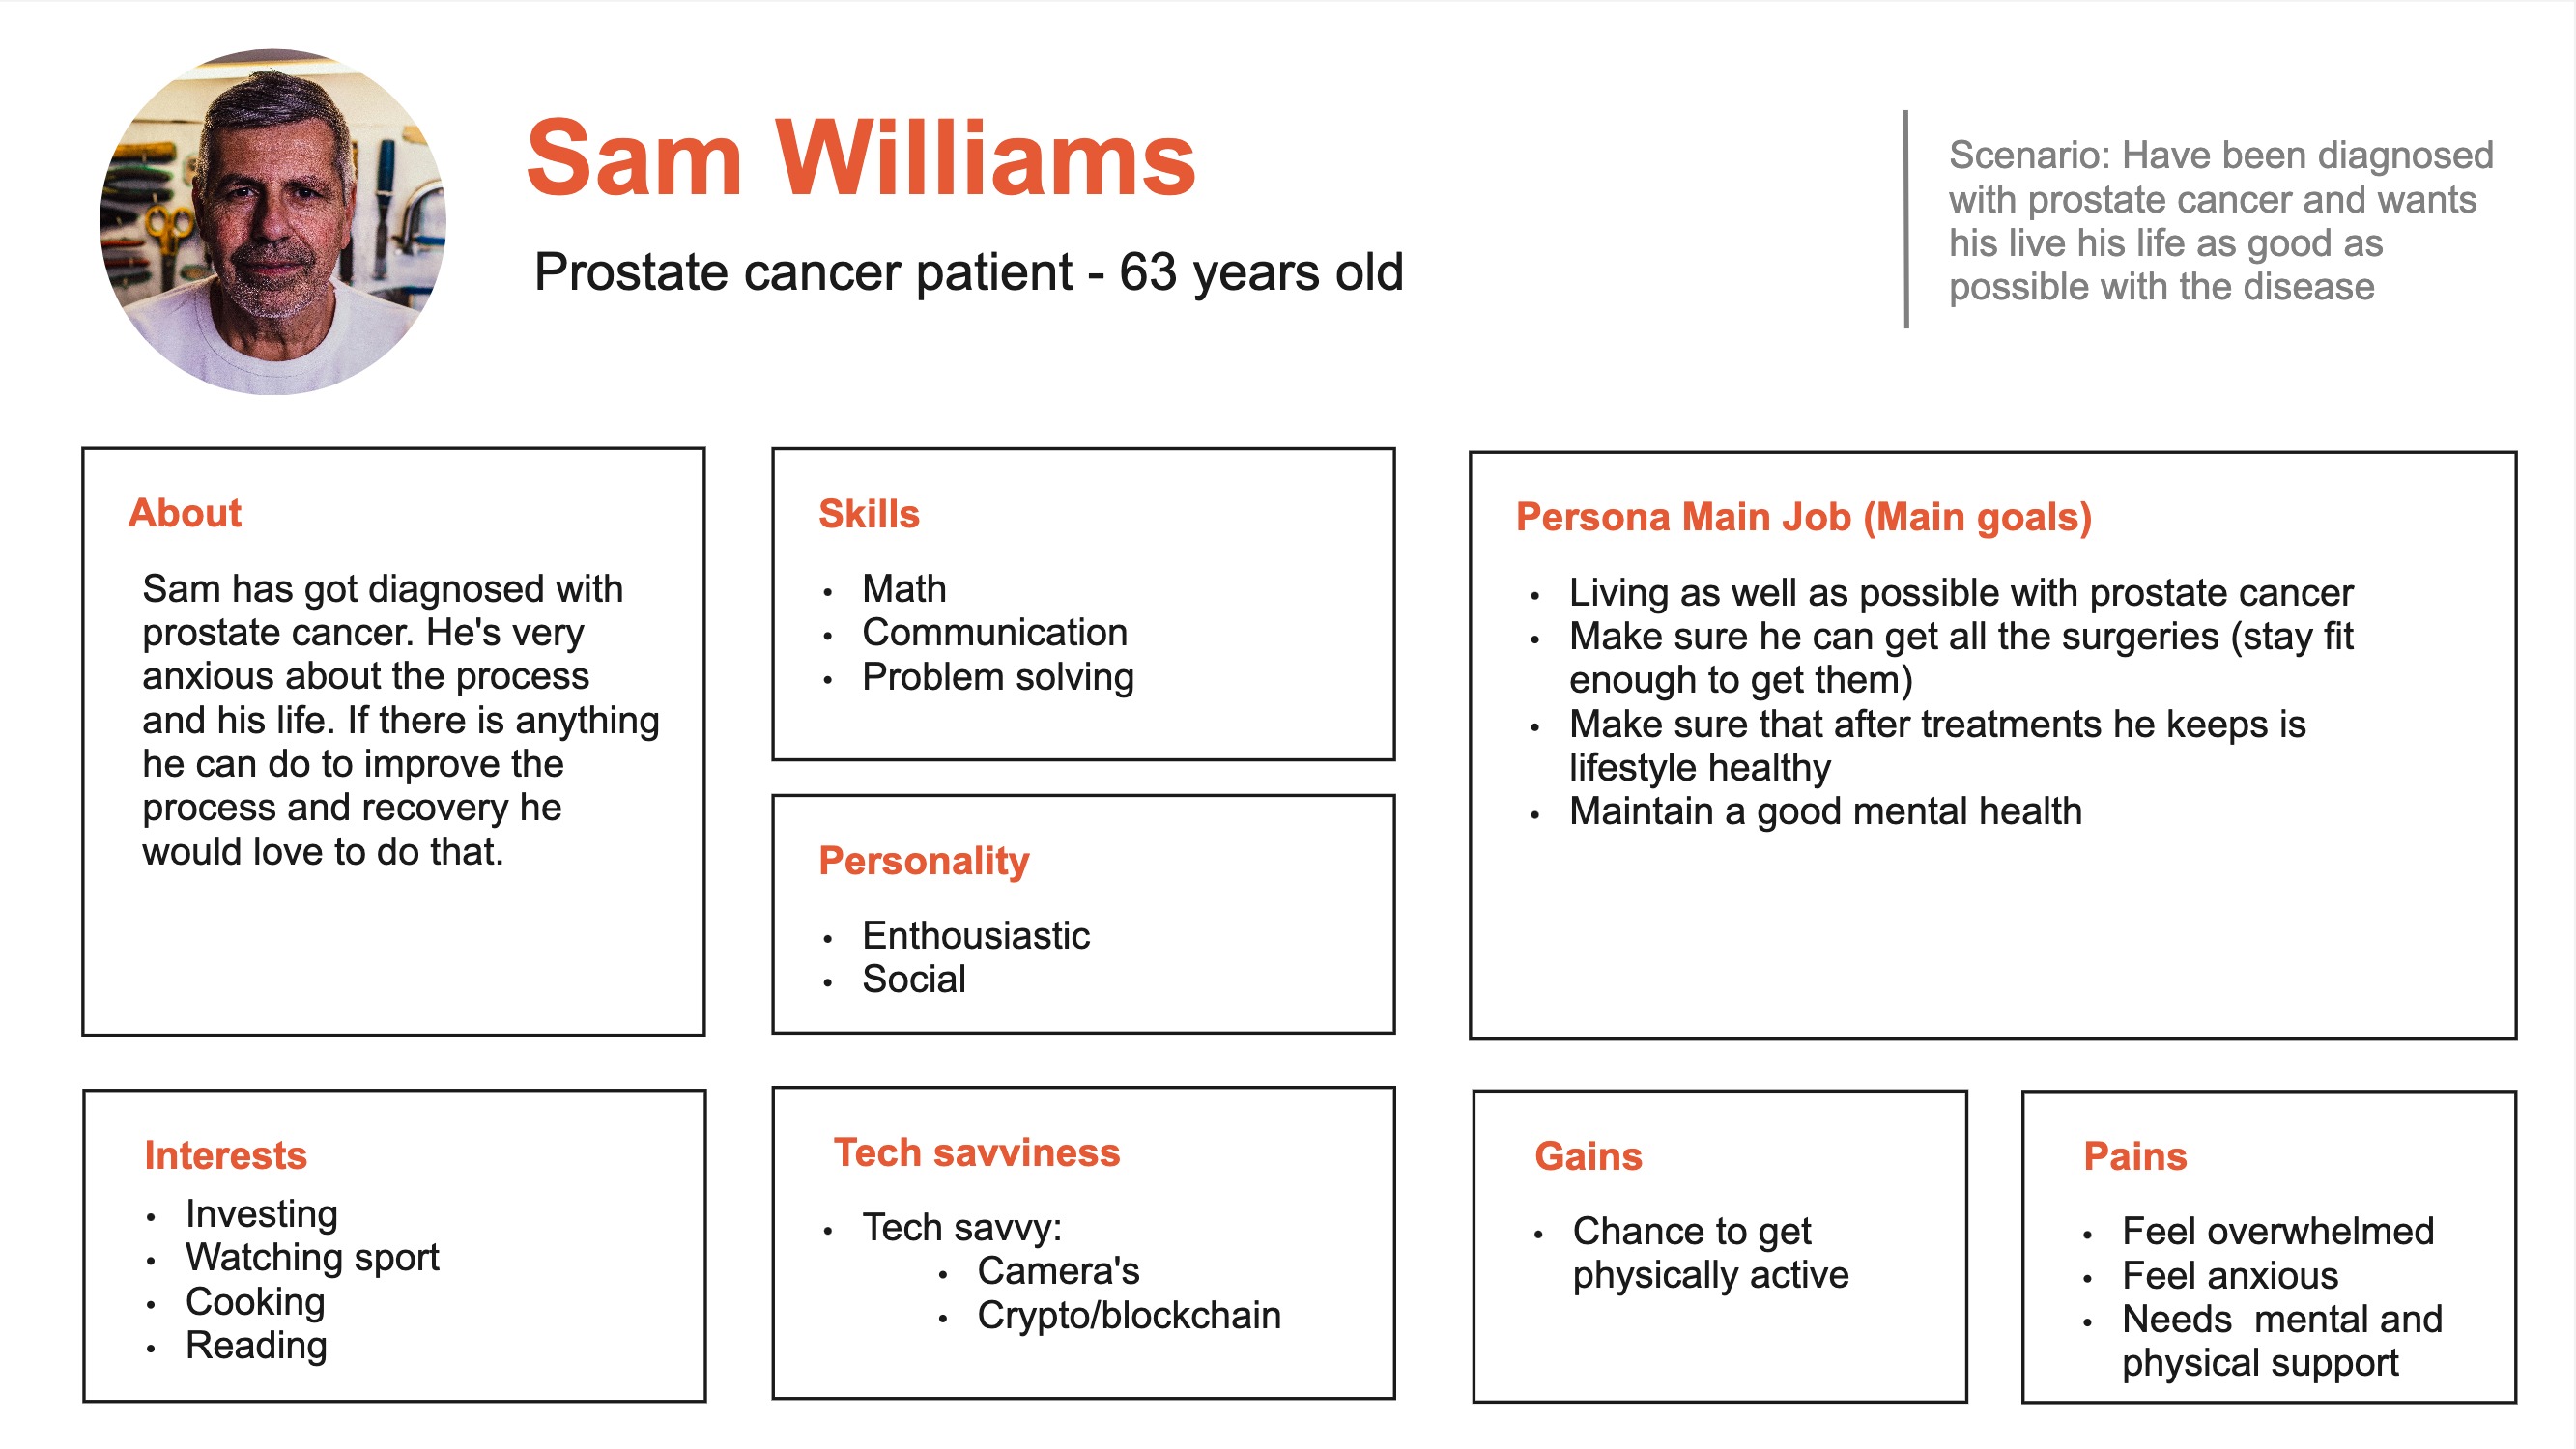 Sam Williams
Prostate cancer patient - 63 years old
Scenario: Have been diagnosed
with prostate cancer and wants
his live his life as good as
possible with the disease
About
Sam has got diagnosed with
prostate cancer. He's very
anxious about the process
and his life. If there is anything
he can do to improve the
process and recovery he
would love to do that.
Skills
• Math
• Communication
• Problem solving
Personality
• Enthousiastic
• Social
Persona Main Job (Main goals)
• Living as well as possible with prostate cancer
• Make sure he can get all the surgeries (stay fit
enough to get them)
• Make sure that after treatments he keeps is
lifestyle healthy
• Maintain a good mental health
Interests
• Investing
• Watching sport
• Cooking
• Reading
Tech savviness
• Tech savvy:
• Camera's
• Crypto/blockchain
Gains
• Chance to get
physically active
Pains
• Feel overwhelmed
• Feel anxious
• Needs  mental and
physical support